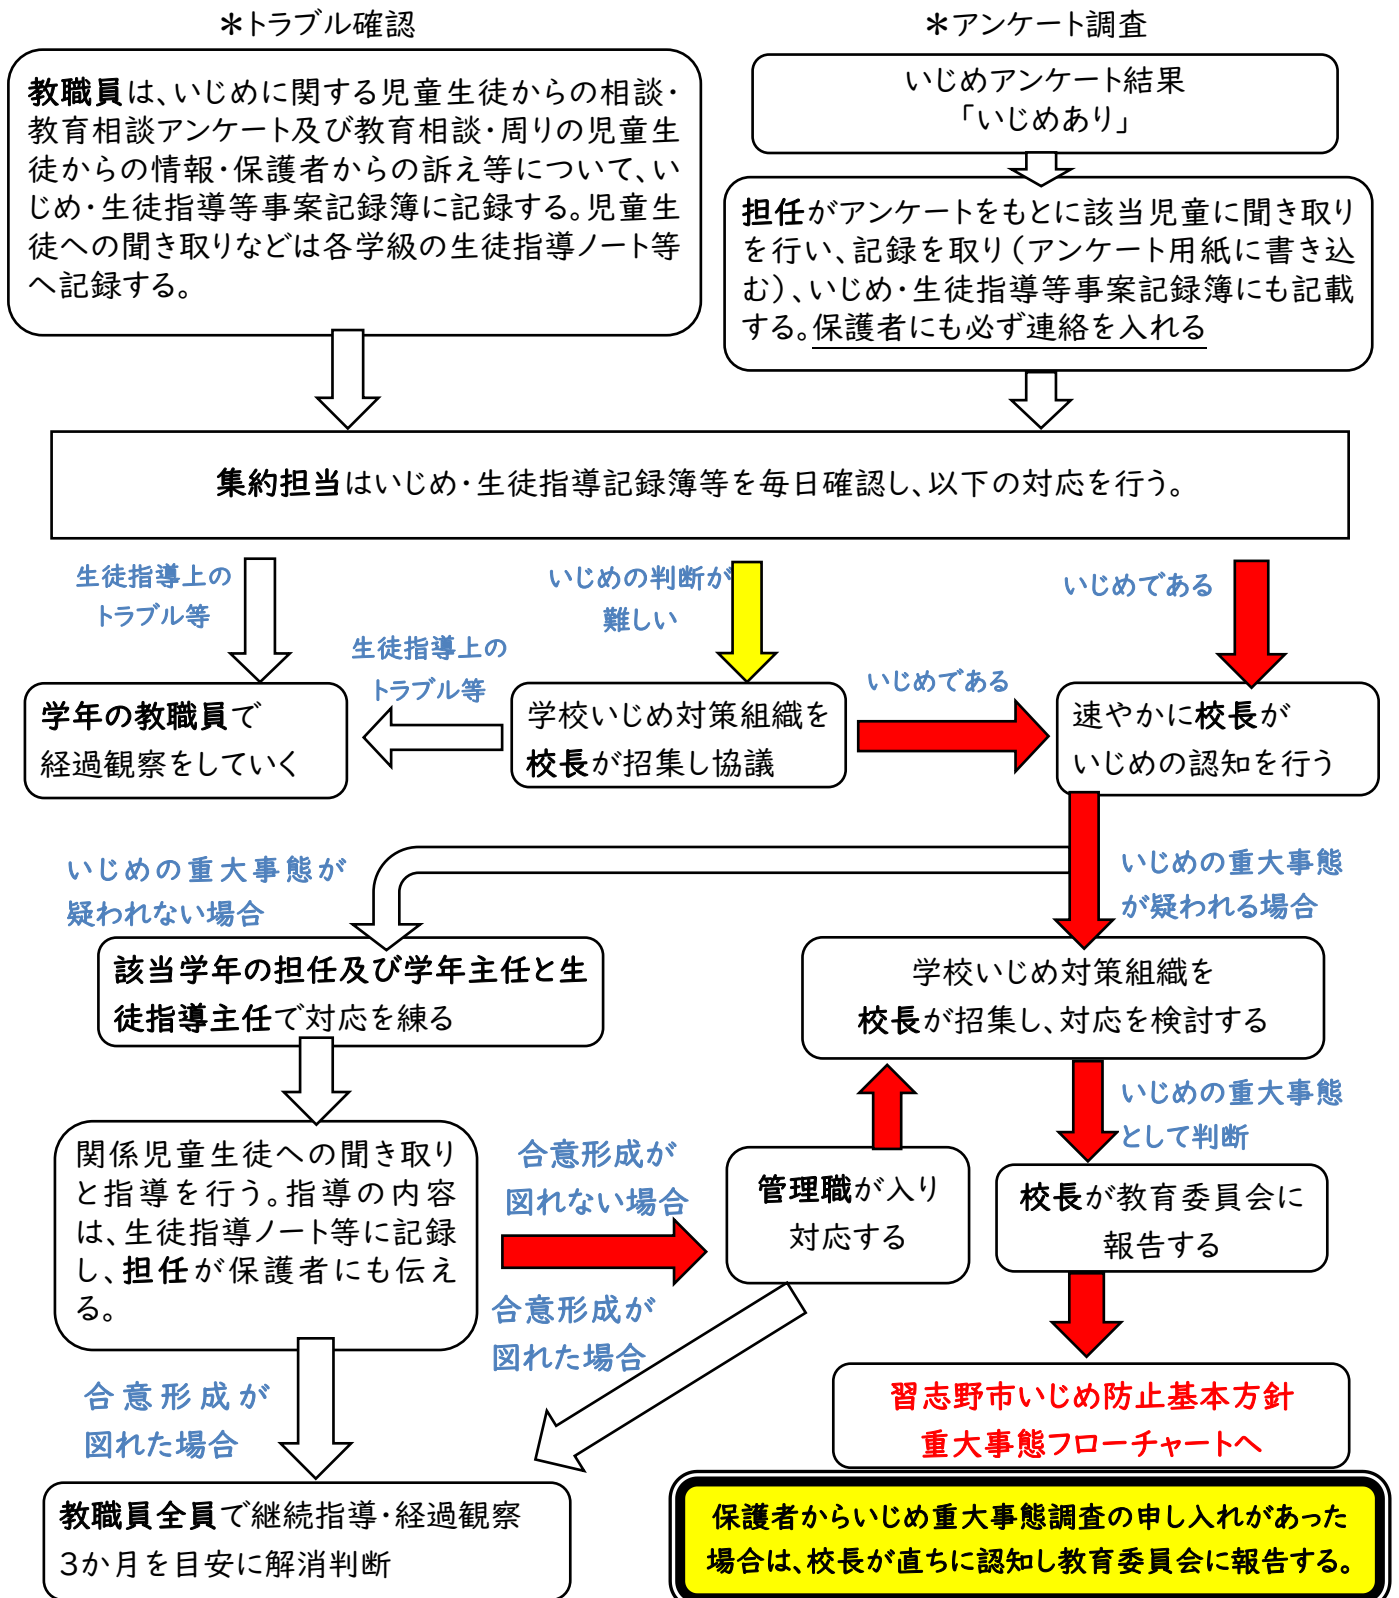 ＊トラブル確認
＊アンケート調査
教職員は、いじめに関する児童生徒からの相談・
教育相談アンケート及び教育相談・周りの児童生
徒からの情報・保護者からの訴え等について、い
じめ・生徒指導等事案記録簿に記録する。児童生
徒への聞き取りなどは各学級の生徒指導ノート等
へ記録する。
いじめアンケート結果
「いじめあり」
担任がアンケートをもとに該当児童に聞き取り
を行い、記録を取り（アンケート用紙に書き込
む）、いじめ・生徒指導等事案記録簿にも記載
する。保護者にも必ず連絡を入れる
集約担当はいじめ・生徒指導記録簿等を毎日確認し、以下の対応を行う。
生徒指導上の
トラブル等
いじめの判断が
難しい
いじめである
生徒指導上の
トラブル等
いじめである
学年の教職員で
経過観察をしていく
学校いじめ対策組織を
校長が招集し協議
速やかに校長が
いじめの認知を行う
いじめの重大事態が
疑われない場合
いじめの重大事態
が疑われる場合
該当学年の担任及び学年主任と生
徒指導主任で対応を練る
学校いじめ対策組織を
校長が招集し、対応を検討する
いじめの重大事態
として判断
関係児童生徒への聞き取り
と指導を行う。指導の内容
は、生徒指導ノート等に記録
し、担任が保護者にも伝え
る。
合意形成が
図れない場合
管理職が入り
対応する
校長が教育委員会に
報告する
合意形成が
図れた場合
合意形成が
図れた場合
習志野市いじめ防止基本方針
重大事態フローチャートへ
教職員全員で継続指導・経過観察
３か月を目安に解消判断
保護者からいじめ重大事態調査の申し入れがあった
場合は、校長が直ちに認知し教育委員会に報告する。